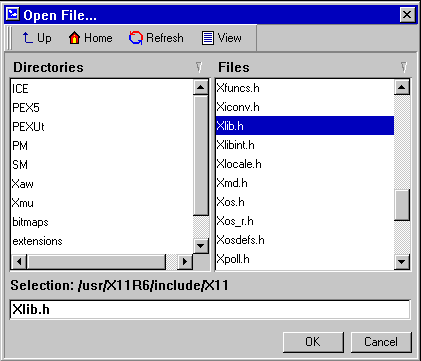 Open File...
Up Home Refresh View
Directories Files
ICE
PEX5
PEXUt
PM
SM
Xaw
Xmu
bitmaps
extensions
Xfuncs.h
Xiconv.h
Xlib.h
Xlibint.h
Xlocale.h
Xmd.h
Xos.h
Xos_r.h
Xosdefs.h
Xpoll.h
Selection: /usr/X11R6/include/X11
Xlib.h
OK Cancel